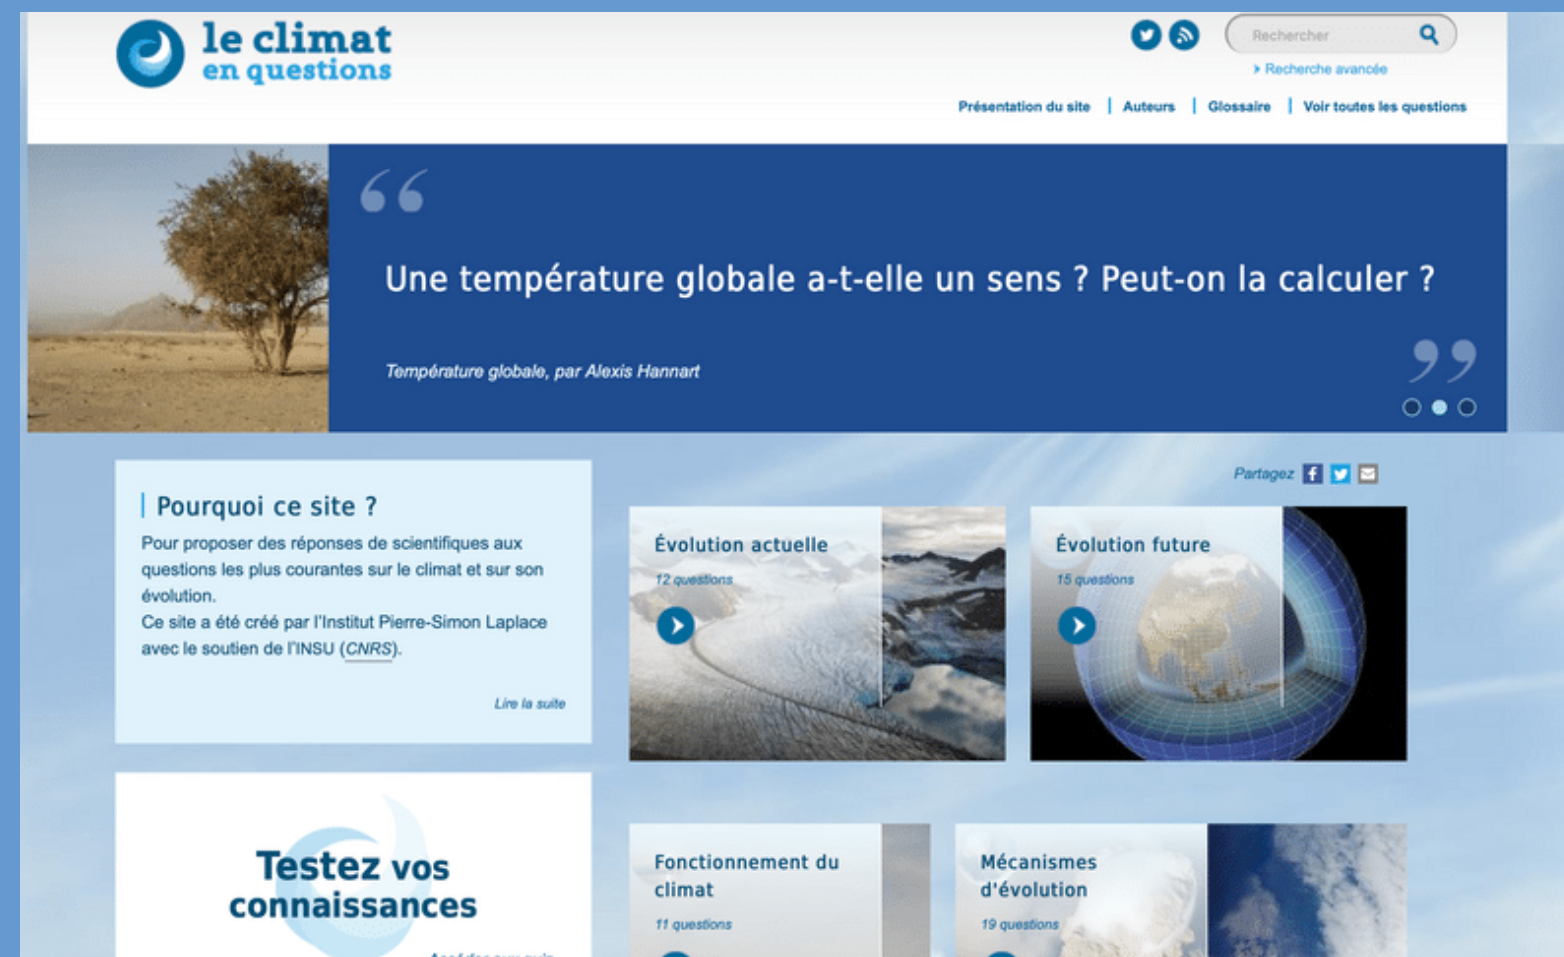 le climat
en questions
Rechercher
Recherche avancée
Présentation du site | Auteurs | Glossaire | Voir toutes les questions
“
Une température globale a-t-elle un sens ? Peut-on la calculer ?
Température globale, par Alexis Hannart
”
Partagez
Pourquoi ce site ?
Pour proposer des réponses de scientifiques aux
questions les plus courantes sur le climat et sur son
évolution.
Ce site a été créé par l'Institut Pierre-Simon Laplace
avec le soutien de l'INSU (CNRS).
Lire la suite
Évolution actuelle
12 questions
Évolution future
15 questions
Testez vos
connaissances
Fonctionnement du
climat
11 questions
Mécanismes
d'évolution
19 questions